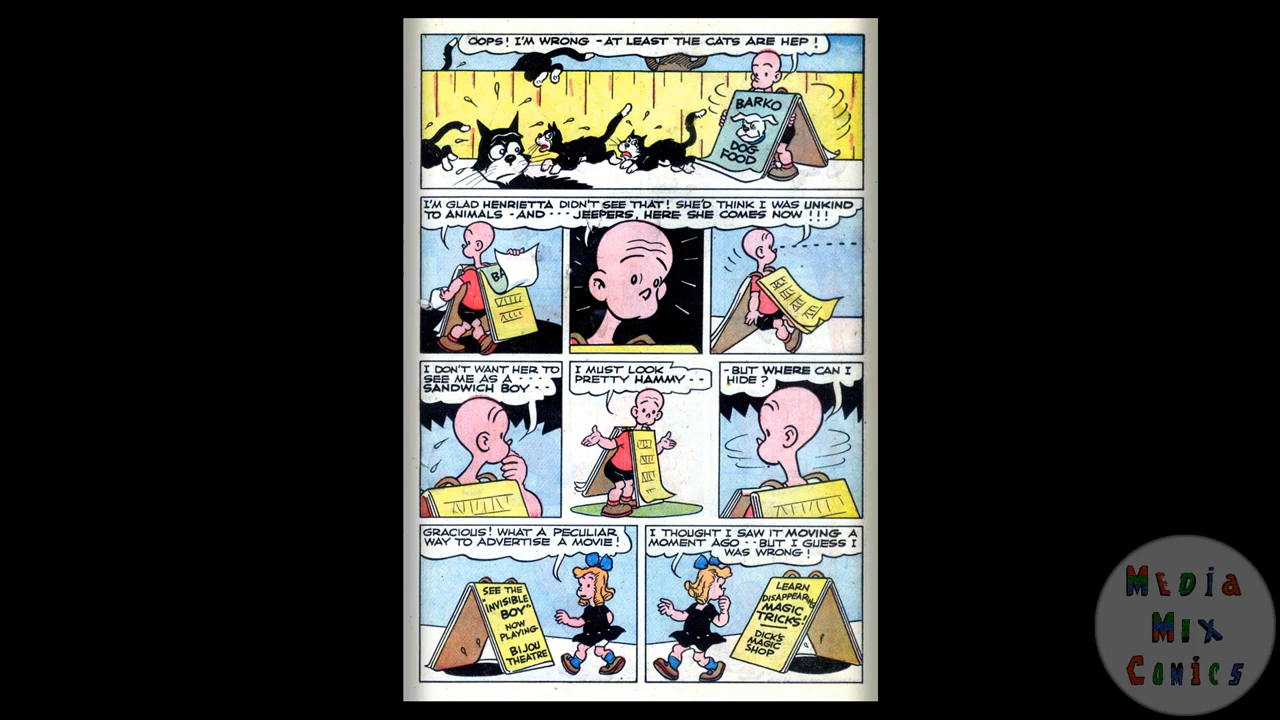 OOPS! I'M WRONG - AT LEAST THE CATS ARE HEP!
BARKO
DOG
FOOD
I'M GLAD HENRIETTA DIDN'T SEE THAT! SHE'D THINK I WAS UNKIND
TO ANIMALS - AND --- JEEPERS, HERE SHE COMES NOW!!!
BA
I DON'T WANT HER TO
SEE ME AS A ----
SANDWICH BOY --
I MUST LOOK
PRETTY HAMMY --
- BUT WHERE CAN I
HIDE?
GRACIOUS! WHAT A PECULIAR
WAY TO ADVERTISE A MOVIE!
SEE THE
"INVISIBLE
BOY"
NOW
PLAYING
BIJOU
THEATRE
I THOUGHT I SAW IT MOVING A
MOMENT AGO -- BUT I GUESS I
WAS WRONG!
LEARN
DISAPPEARING
MAGIC
TRICKS!
DICK'S
MAGIC
SHOP
MEDiA
MiX
COMiCS